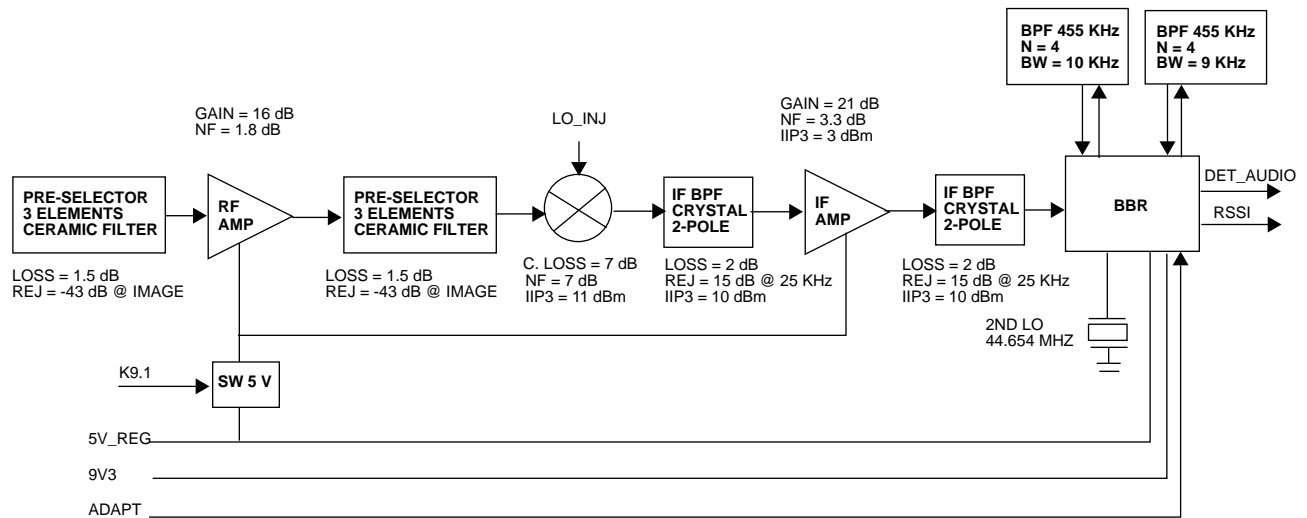 BPF 455 KHz
N = 4
BW = 10 KHz
BPF 455 KHz
N = 4
BW = 9 KHz
GAIN = 16 dB
NF = 1.8 dB
LO_INJ
GAIN = 21 dB
NF = 3.3 dB
IIP3 = 3 dBm
PRE-SELECTOR
3 ELEMENTS
CERAMIC FILTER
RF
AMP
PRE-SELECTOR
3 ELEMENTS
CERAMIC FILTER
IF BPF
CRYSTAL
2-POLE
IF
AMP
IF BPF
CRYSTAL
2-POLE
BBR
DET_AUDIO
RSSI
LOSS = 1.5 dB
REJ = -43 dB @ IMAGE
LOSS = 1.5 dB
REJ = -43 dB @ IMAGE
C. LOSS = 7 dB
NF = 7 dB
IIP3 = 11 dBm
LOSS = 2 dB
REJ = 15 dB @ 25 KHz
IIP3 = 10 dBm
LOSS = 2 dB
REJ = 15 dB @ 25 KHz
IIP3 = 10 dBm
2ND LO
44.654 MHZ
K9.1
SW 5 V
5V_REG
9V3
ADAPT